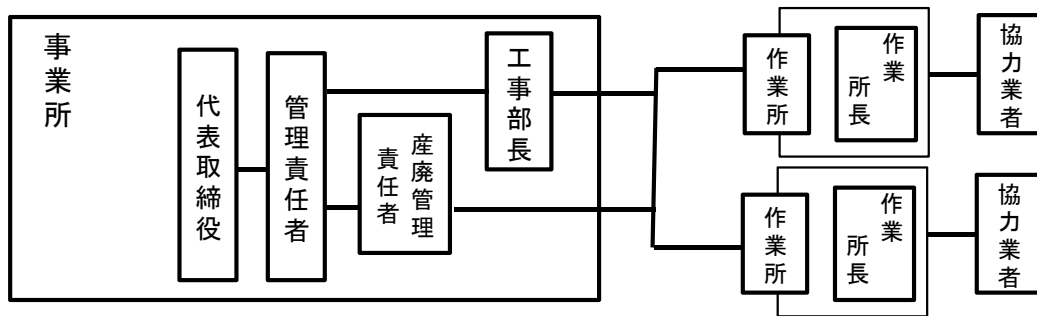 事業所
代表取締役
管理責任者
産廃管理
責任者
工事部長
作業所
作業
所長
協力業者
作業所
作業
所長
協力業者